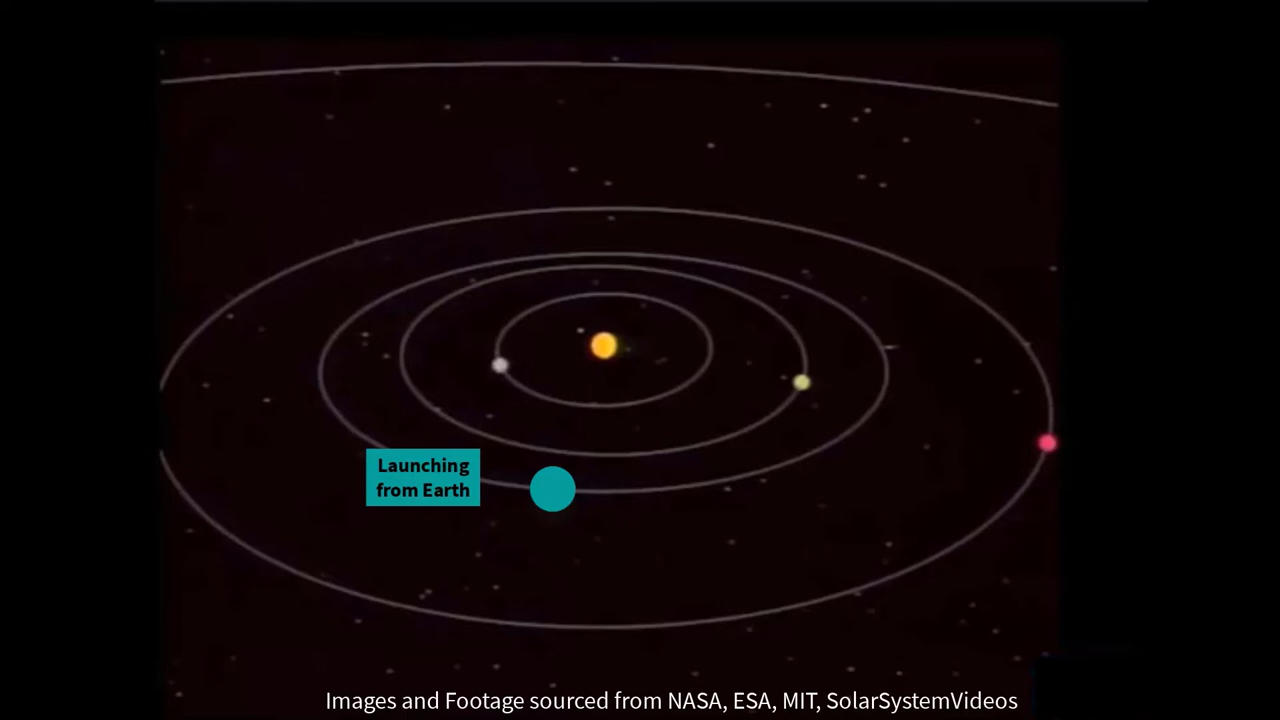 Launching
from Earth
Images and Footage sourced from NASA, ESA, MIT, SolarSystemVideos